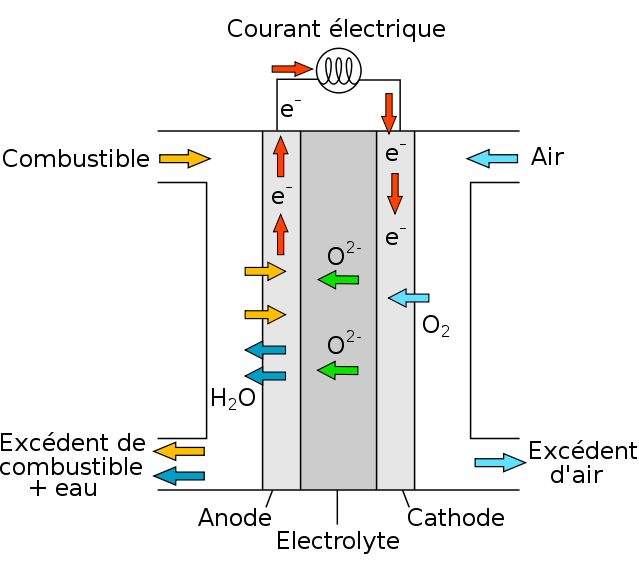 Courant électrique
e⁻
Combustible
e⁻
Air
e⁻
e⁻
O²⁻
O₂
O²⁻
H₂O
Excédent de
combustible
+ eau
Excédent
d'air
Anode
Cathode
Electrolyte